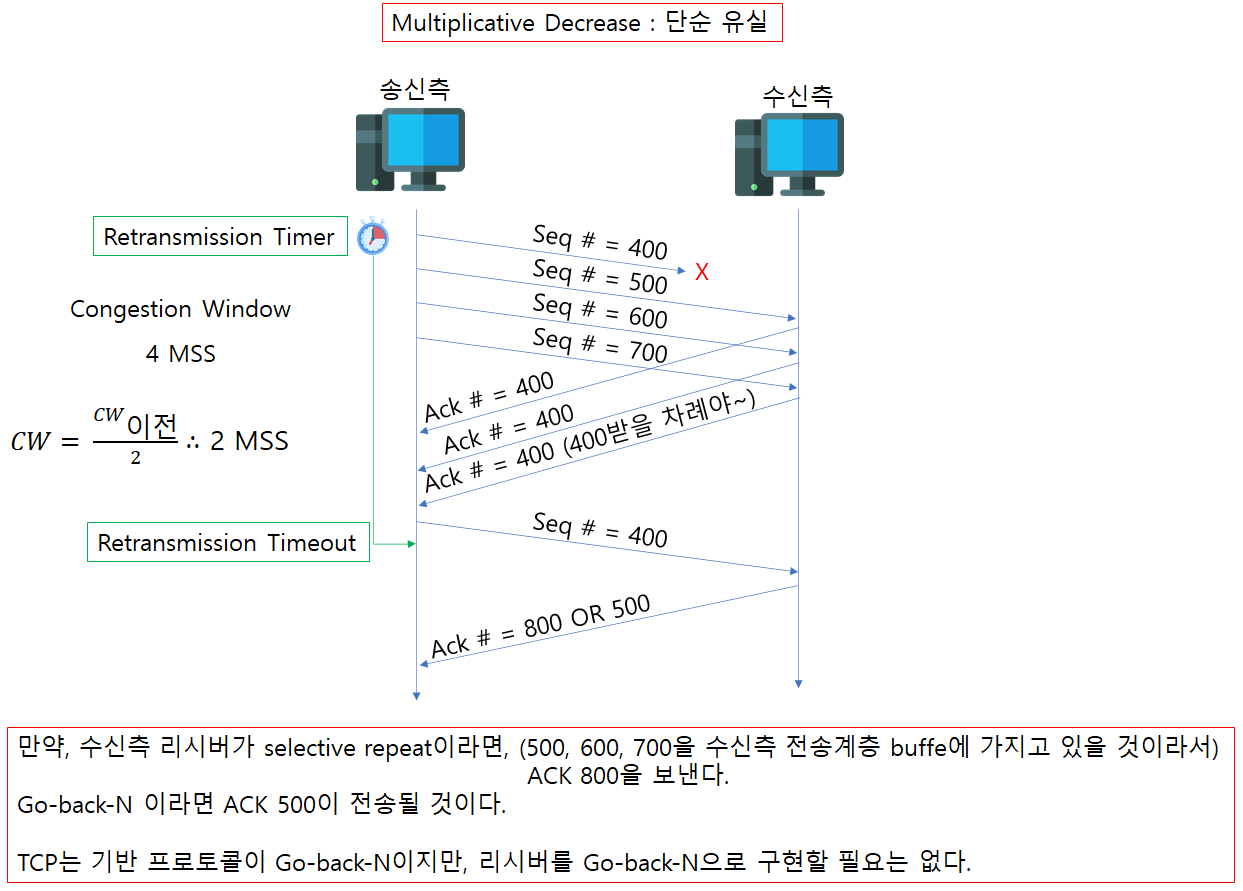 Multiplicative Decrease : 단순 유실
송신측
수신측
Retransmission Timer
Seq # = 400
X
Seq # = 500
Seq # = 600
Seq # = 700
Congestion Window
4 MSS
Ack # = 400
Ack # = 400
Ack # = 400 (400받을 차례야~)
CW = CW이전/2 ∴ 2 MSS
Seq # = 400
Retransmission Timeout
Ack # = 800 OR 500
만약, 수신측 리시버가 selective repeat이라면, (500, 600, 700을 수신측 전송계층 buffe에 가지고 있을 것이라서)
ACK 800을 보낸다.
Go-back-N 이라면 ACK 500이 전송될 것이다.
TCP는 기반 프로토콜이 Go-back-N이지만, 리시버를 Go-back-N으로 구현할 필요는 없다.